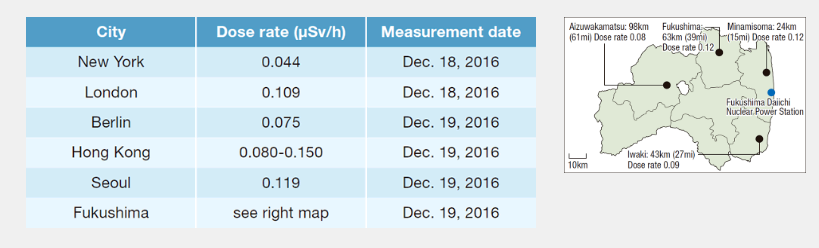 City Dose rate (μSv/h) Measurement date
New York 0.044 Dec. 18, 2016
London 0.109 Dec. 18, 2016
Berlin 0.075 Dec. 19, 2016
Hong Kong 0.080-0.150 Dec. 19, 2016
Seoul 0.119 Dec. 19, 2016
Fukushima see right map Dec. 19, 2016
Aizuwakamatsu: 98km
(61mi) Dose rate 0.08
Fukushima:
63km (39mi)
Dose rate 0.12
Minamisoma: 24km
(15mi) Dose rate 0.12
Fukushima Daiichi
Nuclear Power Station
Iwaki: 43km (27mi)
Dose rate 0.09
10km